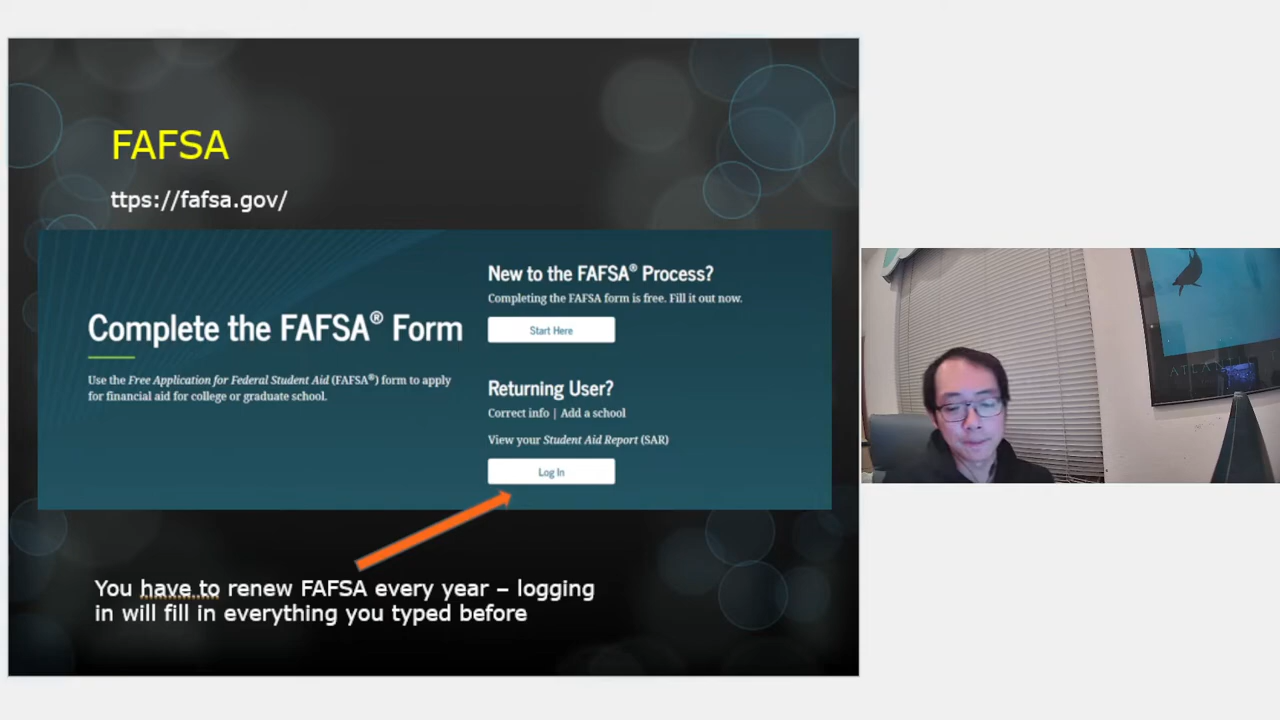 FAFSA
ttps://fafsa.gov/
Complete the FAFSA® Form
Use the Free Application for Federal Student Aid (FAFSA®) form to apply
for financial aid for college or graduate school.
New to the FAFSA® Process?
Completing the FAFSA form is free. Fill it out now.
Start Here
Returning User?
Correct info | Add a school
View your Student Aid Report (SAR)
Log In
You have to renew FAFSA every year – logging
in will fill in everything you typed before